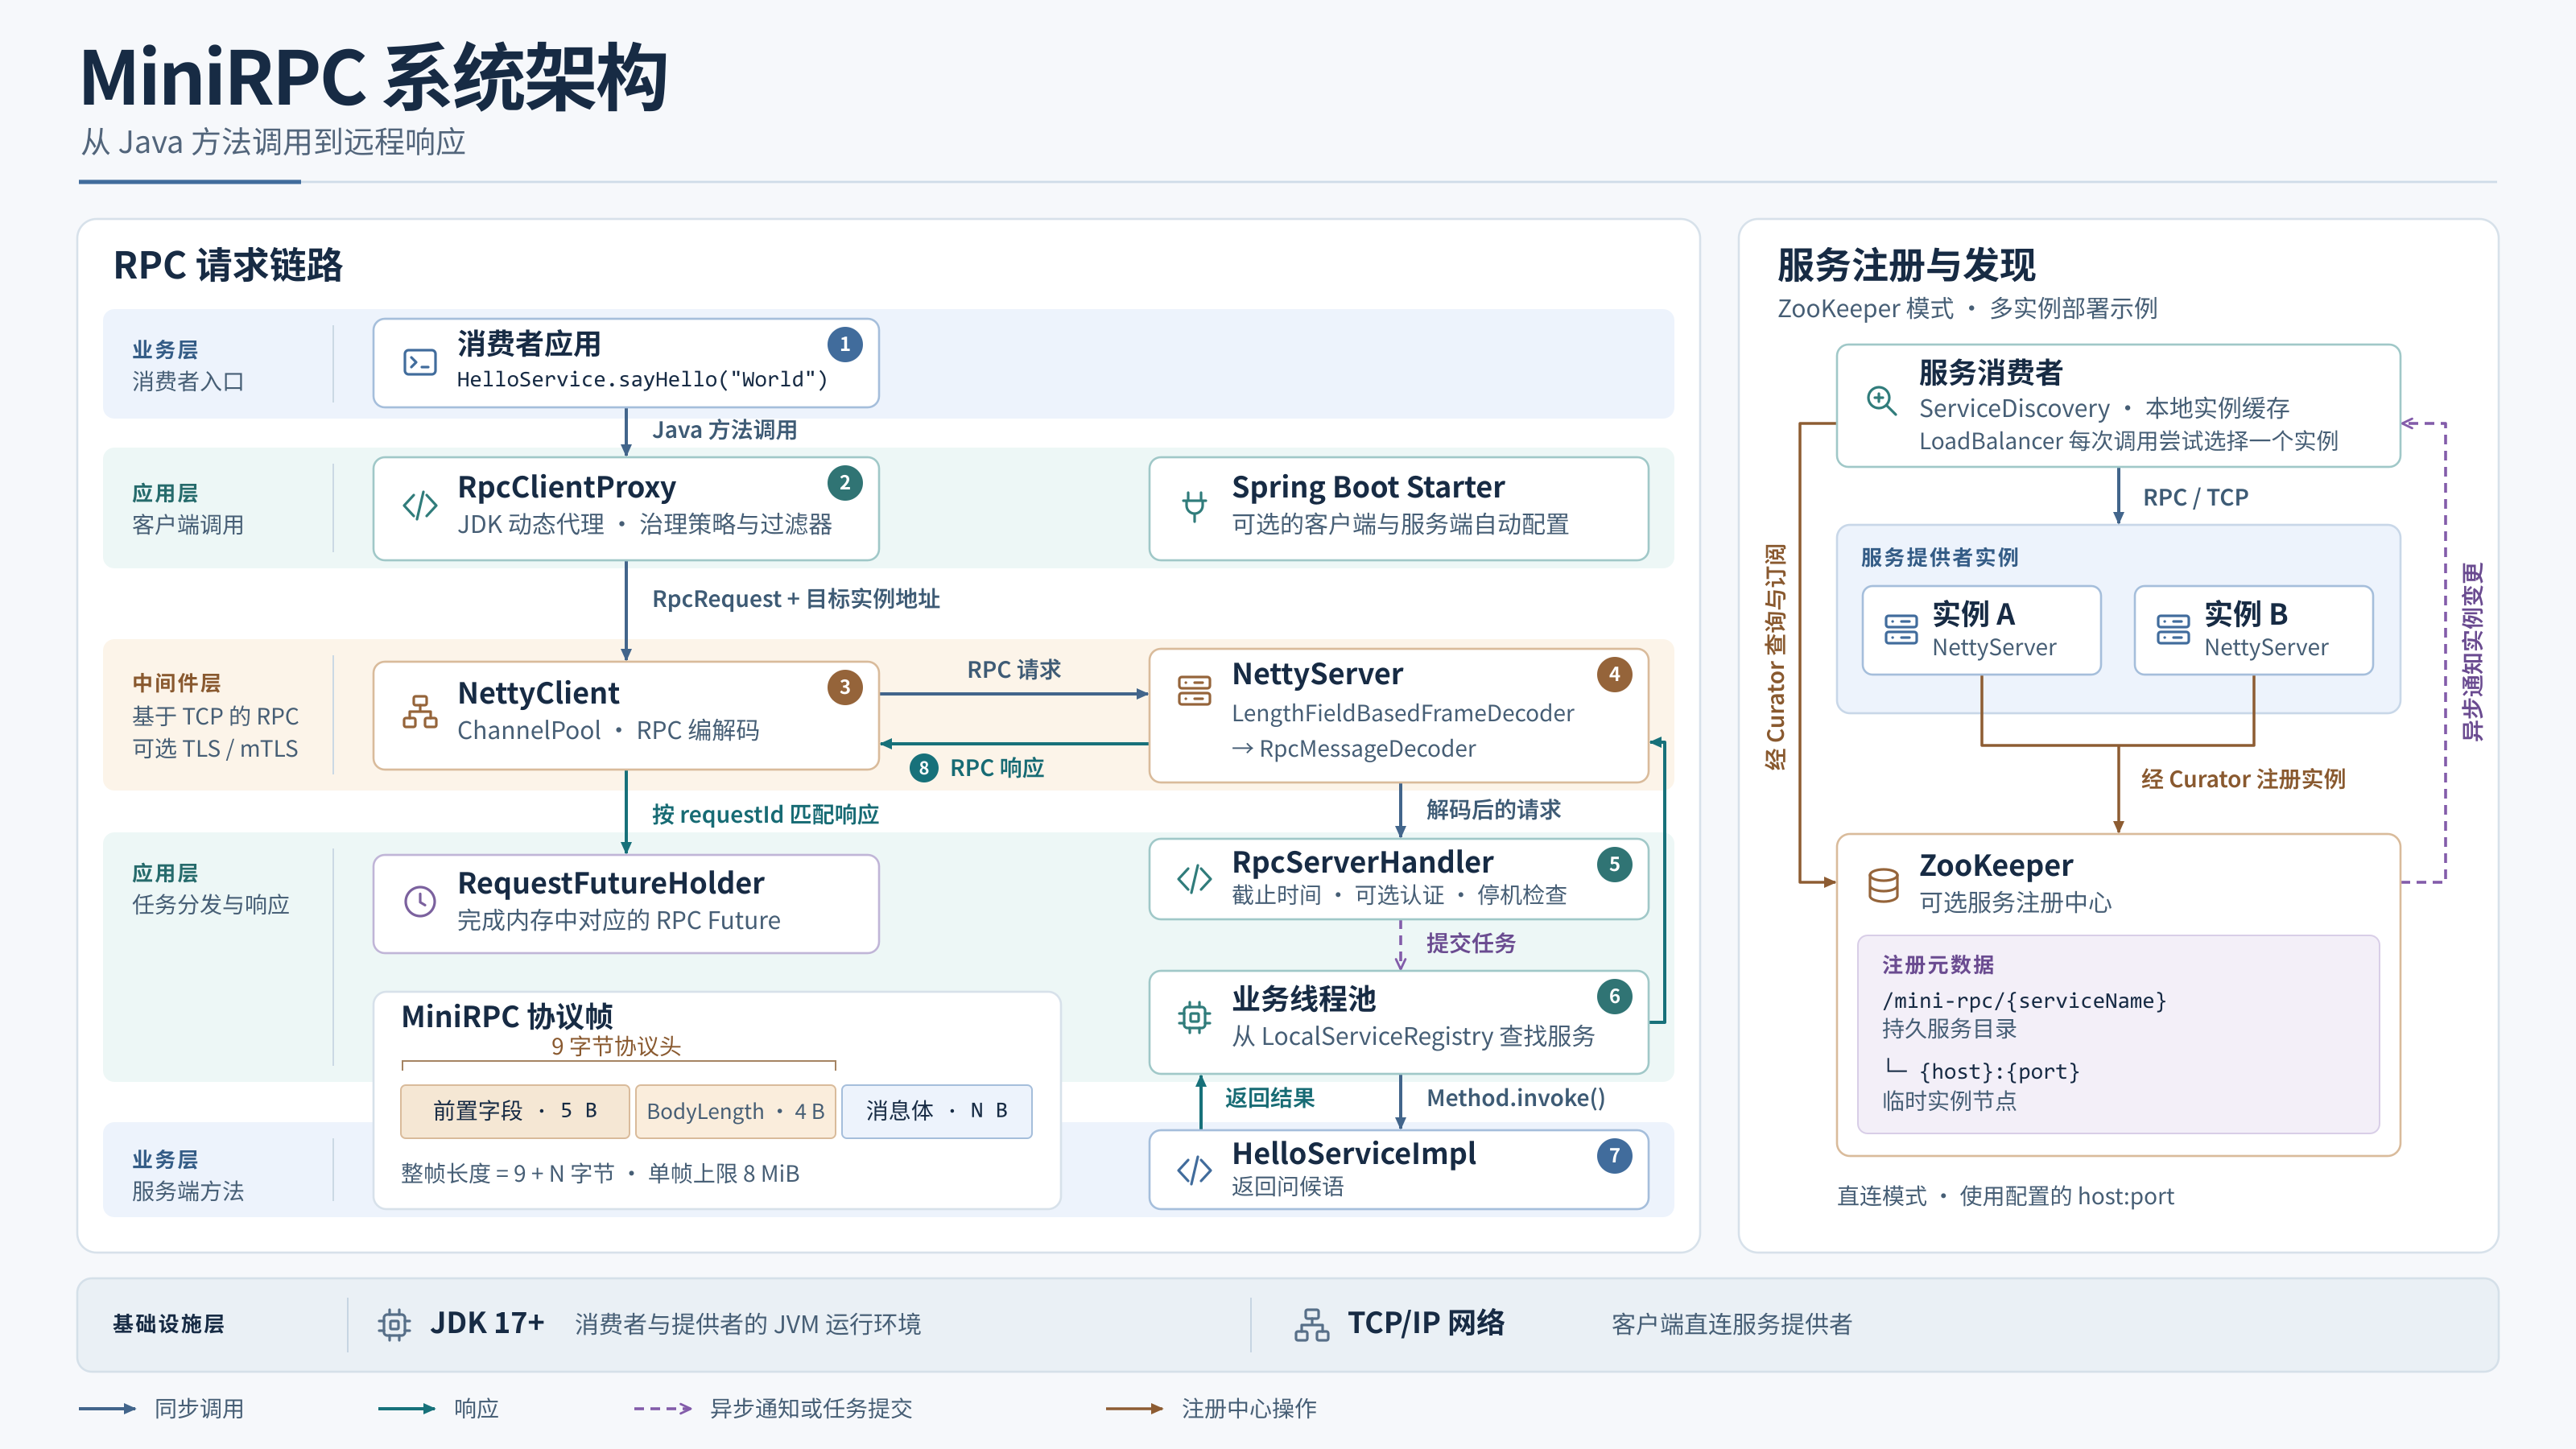 MiniRPC 系统架构
从 Java 方法调用到远程响应
RPC 请求链路
业务层
消费者入口
消费者应用
1
HelloService.sayHello("World")
Java 方法调用
应用层
客户端调用
RpcClientProxy
2
JDK 动态代理 · 治理策略与过滤器
Spring Boot Starter
可选的客户端与服务端自动配置
RpcRequest + 目标实例地址
中间件层
基于 TCP 的 RPC
可选 TLS / mTLS
NettyClient
3
ChannelPool · RPC 编解码
RPC 请求
8 RPC 响应
NettyServer
4
LengthFieldBasedFrameDecoder
→ RpcMessageDecoder
按 requestId 匹配响应
解码后的请求
应用层
任务分发与响应
RequestFutureHolder
完成内存中对应的 RPC Future
RpcServerHandler
5
截止时间 · 可选认证 · 停机检查
提交任务
业务线程池
6
从 LocalServiceRegistry 查找服务
MiniRPC 协议帧
9 字节协议头
前置字段 · 5 B
BodyLength · 4 B
消息体 · N B
整帧长度 = 9 + N 字节 · 单帧上限 8 MiB
返回结果
Method.invoke()
业务层
服务端方法
HelloServiceImpl
7
返回问候语
服务注册与发现
ZooKeeper 模式 · 多实例部署示例
服务消费者
ServiceDiscovery · 本地实例缓存
LoadBalancer 每次调用尝试选择一个实例
RPC / TCP
经 Curator 查询与订阅
异步通知实例变更
服务提供者实例
实例 A
NettyServer
实例 B
NettyServer
经 Curator 注册实例
ZooKeeper
可选服务注册中心
注册元数据
/mini-rpc/{serviceName}
持久服务目录
└─ {host}:{port}
临时实例节点
直连模式 · 使用配置的 host:port
基础设施层
JDK 17+
消费者与提供者的 JVM 运行环境
TCP/IP 网络
客户端直连服务提供者
同步调用
响应
异步通知或任务提交
注册中心操作